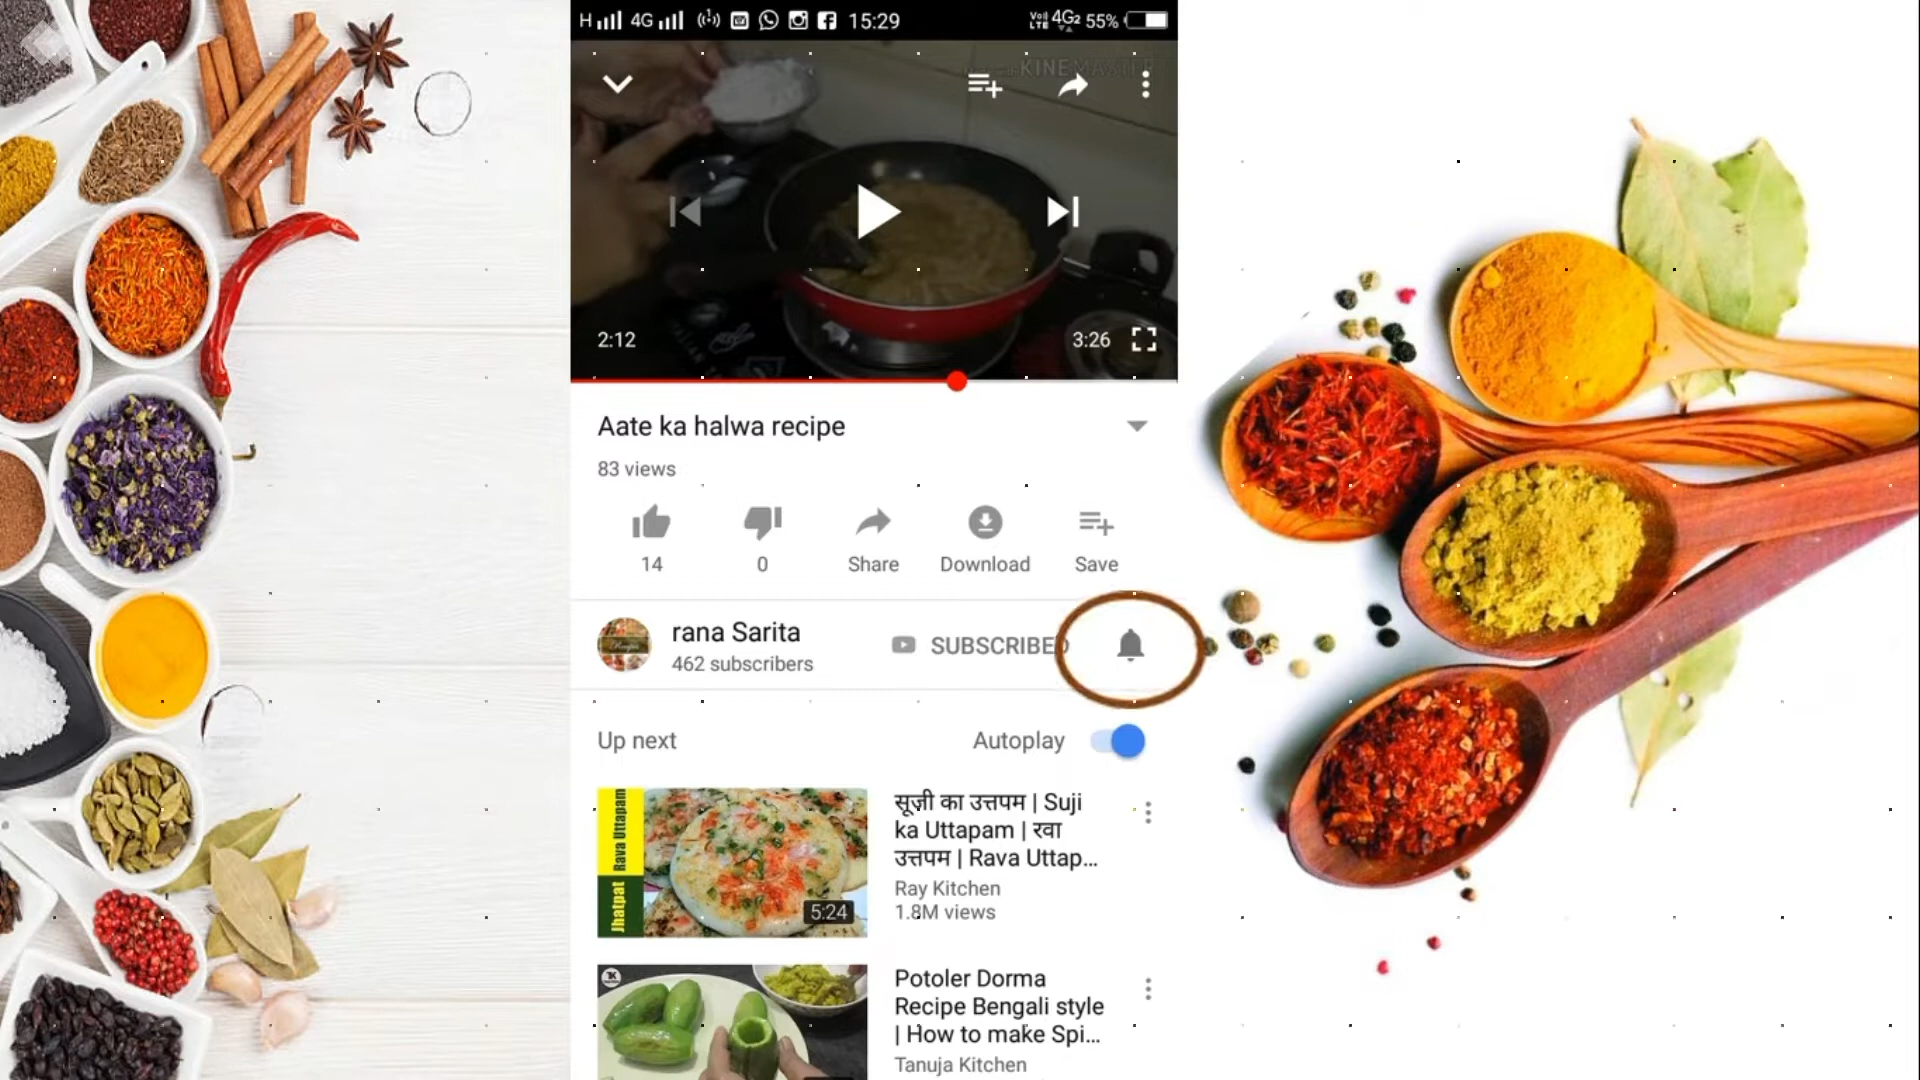 H 4G 15:29 VoI) LTE 4G2 55%
KINEMASTER
2:12 3:26
Aate ka halwa recipe
83 views
14 0 Share Download Save
rana Sarita
462 subscribers
SUBSCRIBED
Up next Autoplay
Jhatpat Rava Uttapam
5:24
सूजी का उत्तपम | Suji
ka Uttapam | रवा
उत्तपम | Rava Uttap...
Ray Kitchen
1.8M views
Potoler Dorma
Recipe Bengali style
| How to make Spi...
Tanuja Kitchen